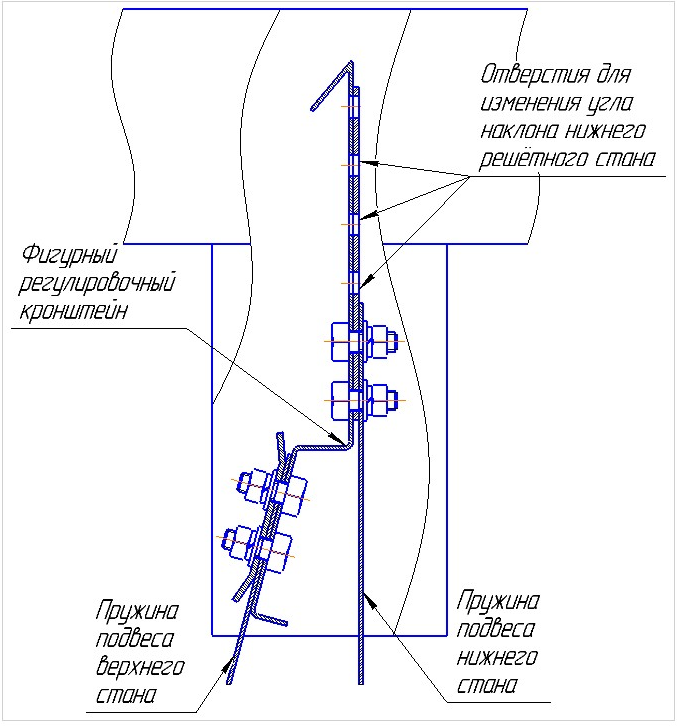 Отверстия для
изменения угла
наклона нижнего
решётного стана
Фигурный
регулировочный
кронштейн
Пружина
подвеса
верхнего
стана
Пружина
подвеса
нижнего
стана